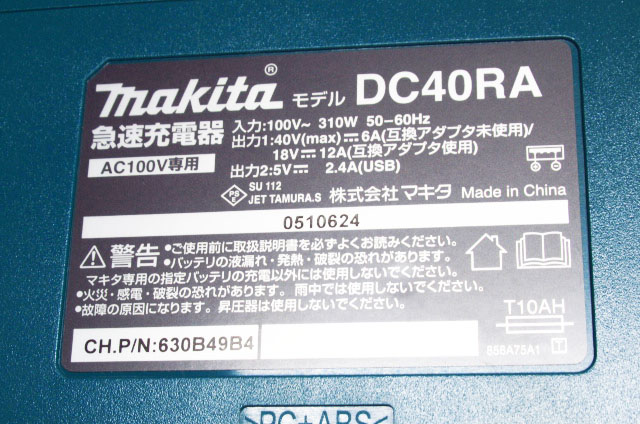 makita® モデル DC40RA
急速充電器
AC100V専用
入力:100V~ 310W 50-60Hz
出力1:40V(max)⎓6A(互換アダプタ未使用)/
18V⎓12A(互換アダプタ使用)
出力2:5V⎓ 2.4A(USB)
PSE SU 112
JET TAMURA.S 株式会社 マキタ Made in China
0510624
警告 •ご使用前に取扱説明書を必ずよくお読みください。
•バッテリの液漏れ・発熱・破裂の恐れがあります。
マキタ専用の指定バッテリの充電以外には使用しないでください。
•火災・感電・破裂の恐れがあります。雨中では使用しないでください。
•故障の原因になります。昇圧器は使用しないでください。
T10AH
CH.P/N:630B49B4
858A75A1 T
>PC+ABS<